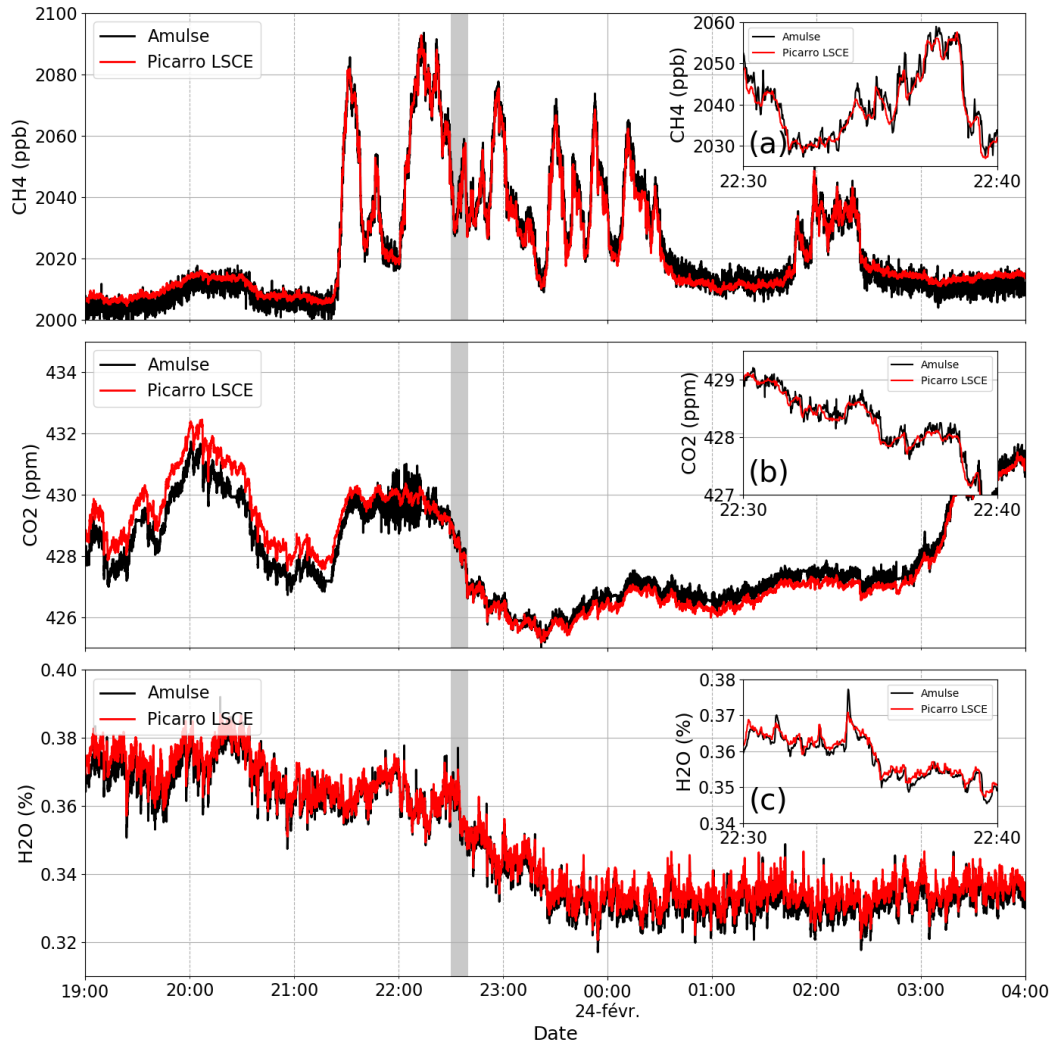 2100
2080
2060
2040
2020
2000
CH4 (ppb)
Amulse
Picarro LSCE
2060
2050
2040
2030
CH4 (ppb)
Amulse
Picarro LSCE
(a)
22:30
22:40
434
432
430
428
426
CO2 (ppm)
Amulse
Picarro LSCE
429
428
427
CO2 (ppm)
Amulse
Picarro LSCE
(b)
22:30
22:40
0.40
0.38
0.36
0.34
0.32
H2O (%)
Amulse
Picarro LSCE
0.38
0.37
0.36
0.35
0.34
H2O (%)
Amulse
Picarro LSCE
(c)
22:30
22:40
19:00
20:00
21:00
22:00
23:00
00:00
01:00
02:00
03:00
04:00
24-févr.
Date